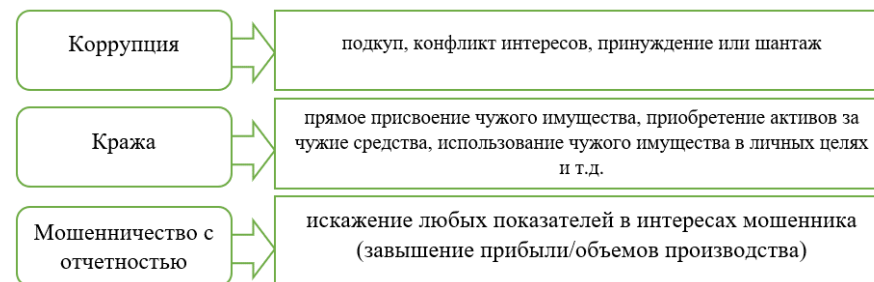 Коррупция
подкуп, конфликт интересов, принуждение или шантаж
Кража
прямое присвоение чужого имущества, приобретение активов за
чужие средства, использование чужого имущества в личных целях
и т.д.
Мошенничество с
отчетностью
искажение любых показателей в интересах мошенника
(завышение прибыли/объемов производства)